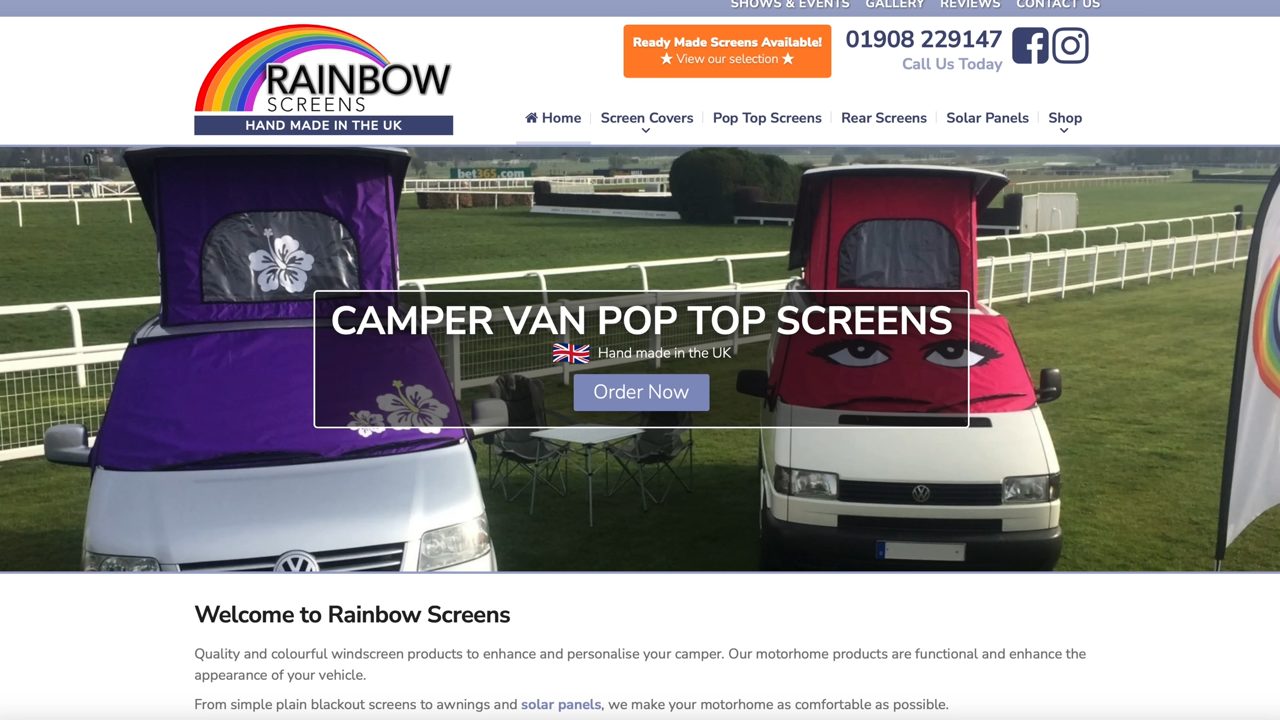 SHOWS & EVENTS GALLERY REVIEWS CONTACT US
RAINBOW
SCREENS
HAND MADE IN THE UK
Ready Made Screens Available!
★ View our selection ★
01908 229147
Call Us Today
Home Screen Covers Pop Top Screens Rear Screens Solar Panels Shop
bet365.com
CAMPER VAN POP TOP SCREENS
Hand made in the UK
Order Now
Welcome to Rainbow Screens
Quality and colourful windscreen products to enhance and personalise your camper. Our motorhome products are functional and enhance the
appearance of your vehicle.
From simple plain blackout screens to awnings and solar panels, we make your motorhome as comfortable as possible.